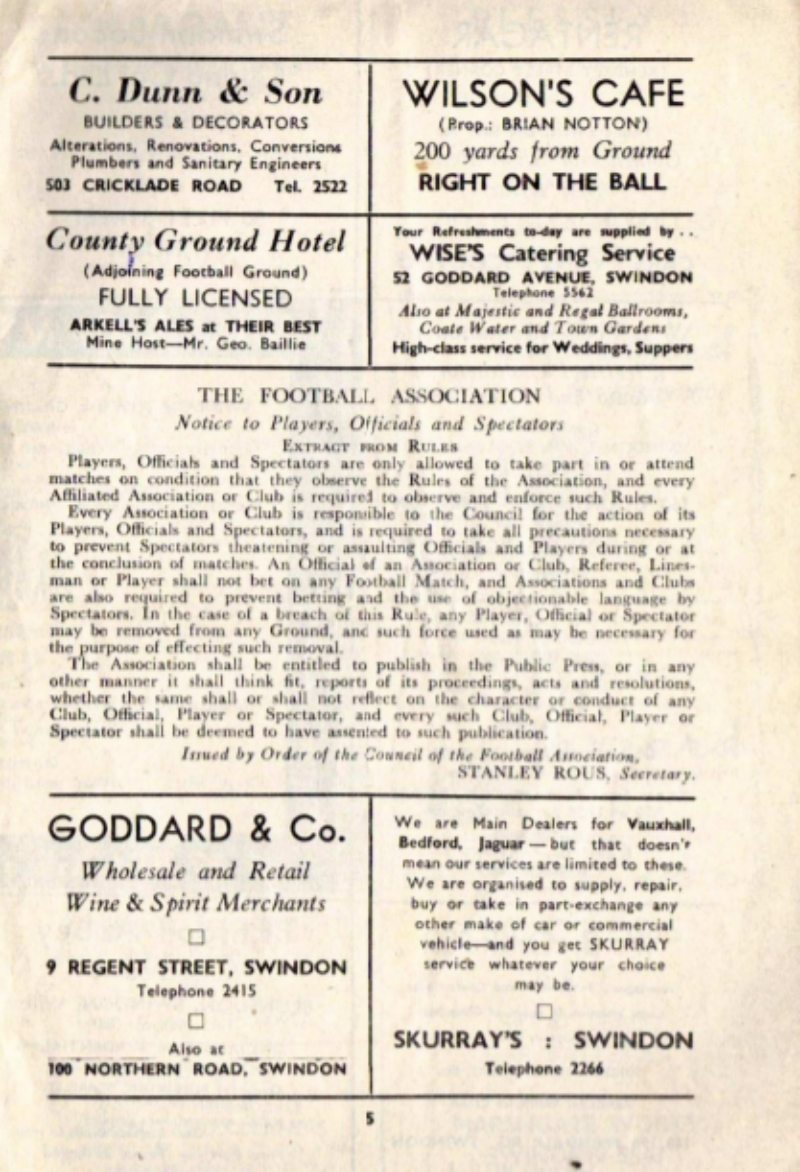 C. Dunn & Son
BUILDERS & DECORATORS
Alterations, Renovations, Conversions
Plumbers and Sanitary Engineers
503 CRICKLADE ROAD Tel. 2522
WILSON'S CAFE
(Prop.: BRIAN NOTTON)
200 yards from Ground
RIGHT ON THE BALL
County Ground Hotel
(Adjoining Football Ground)
FULLY LICENSED
ARKELL'S ALES at THEIR BEST
Mine Host—Mr. Geo. Baillie
Your Refreshments to-day are supplied by . .
WISE'S Catering Service
52 GODDARD AVENUE, SWINDON
Telephone 5562
Also at Majestic and Regal Ballrooms,
Coate Water and Town Gardens
High-class service for Weddings, Suppers
THE FOOTBALL ASSOCIATION
Notice to Players, Officials and Spectators
EXTRACT FROM RULES
Players, Officials and Spectators are only allowed to take part in or attend
matches on condition that they observe the Rules of the Association, and every
Affiliated Association or Club is required to observe and enforce such Rules.
Every Association or Club is responsible to the Council for the action of its
Players, Officials and Spectators, and is required to take all precautions necessary
to prevent Spectators theatening or assaulting Officials and Players during or at
the conclusion of matches. An Official of an Association or Club, Referee, Lines-
man or Player shall not bet on any Football Match, and Associations and Clubs
are also required to prevent betting and the use of objectionable language by
Spectators. In the case of a breach of this Rule, any Player, Official or Spectator
may be removed from any Ground, and such force used as may be necessary for
the purpose of effecting such removal.
The Association shall be entitled to publish in the Public Press, or in any
other manner it shall think fit, reports of its proceedings, acts and resolutions,
whether the same shall or shall not reflect on the character or conduct of any
Club, Official, Player or Spectator, and every such Club, Official, Player or
Spectator shall be deemed to have assented to such publication.
Issued by Order of the Council of the Football Association,
STANLEY ROUS, Secretary.
GODDARD & Co.
Wholesale and Retail
Wine & Spirit Merchants
9 REGENT STREET, SWINDON
Telephone 2415
Also at
100 NORTHERN ROAD, SWINDON
We are Main Dealers for Vauxhall,
Bedford, Jaguar—but that doesn't
mean our services are limited to these.
We are organised to supply, repair,
buy or take in part-exchange any
other make of car or commercial
vehicle—and you get SKURRAY
service whatever your choice
may be.
SKURRAY'S : SWINDON
Telephone 2266
5